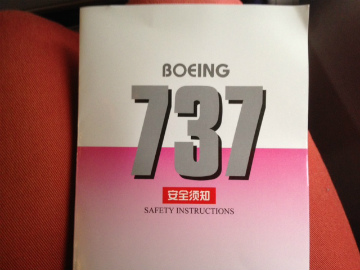 BOEING
737
安全须知
SAFETY INSTRUCTIONS